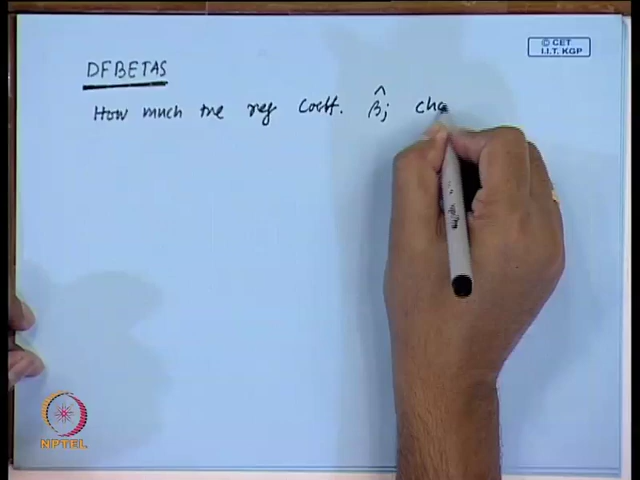 © CET
I.I.T. KGP
DFBETAS
How much the reg Coeff. β̂j cha
NPTEL